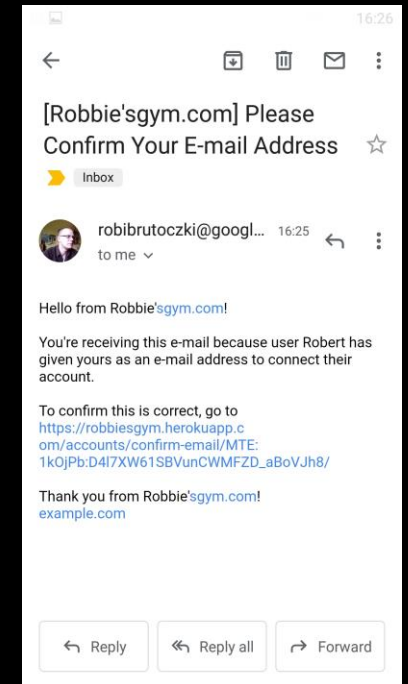 16:26
[Robbie'sgym.com] Please
Confirm Your E-mail Address
Inbox
robibrutoczki@googl... 16:25
to me
Hello from Robbie'sgym.com!
You're receiving this e-mail because user Robert has
given yours as an e-mail address to connect their
account.
To confirm this is correct, go to
https://robbiesgym.herokuapp.c
om/accounts/confirm-email/MTE:
1kOjPb:D4l7XW61SBVunCWMFZD_aBoVJh8/
Thank you from Robbie'sgym.com!
example.com
Reply Reply all Forward